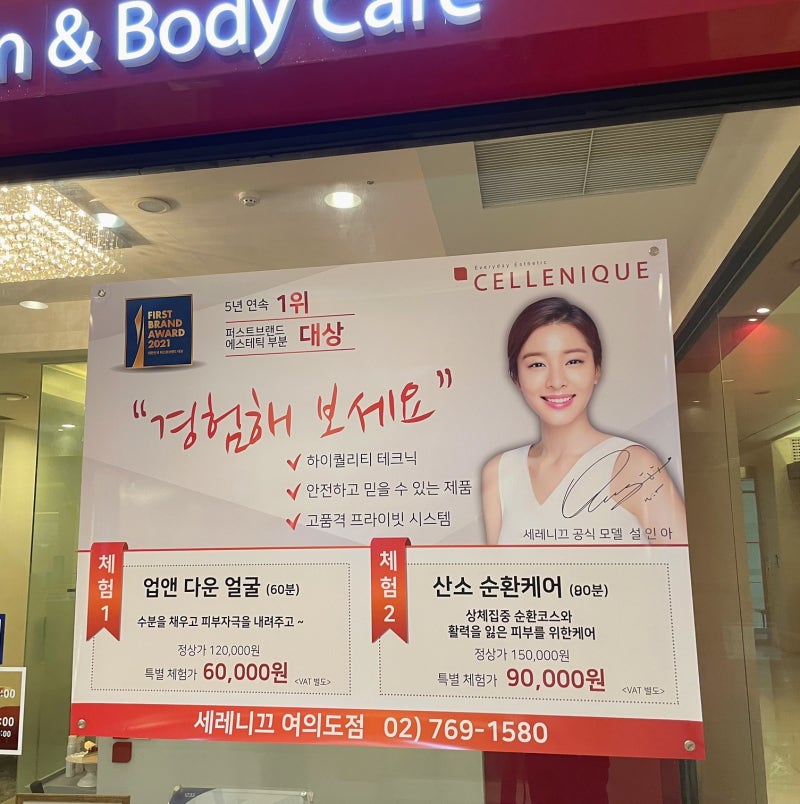 & Body Care
Everyday Esthetic
CELLENIQUE
FIRST
BRAND
AWARD
2021
5년 연속 1위
퍼스트브랜드
에스테틱 부분 대상
“경험해 보세요”
하이퀄리티 테크닉
안전하고 믿을 수 있는 제품
고품격 프라이빗 시스템
세레니끄 공식 모델 설 인 아
체험1
업앤 다운 얼굴 (60분)
수분을 채우고 피부자극을 내려주고 ~
정상가 120,000원
특별 체험가 60,000원 <VAT 별도>
체험2
산소 순환케어 (80분)
상체집중 순환코스와
활력을 잃은 피부를 위한케어
정상가 150,000원
특별 체험가 90,000원 <VAT 별도>
세레니끄 여의도점 02) 769-1580